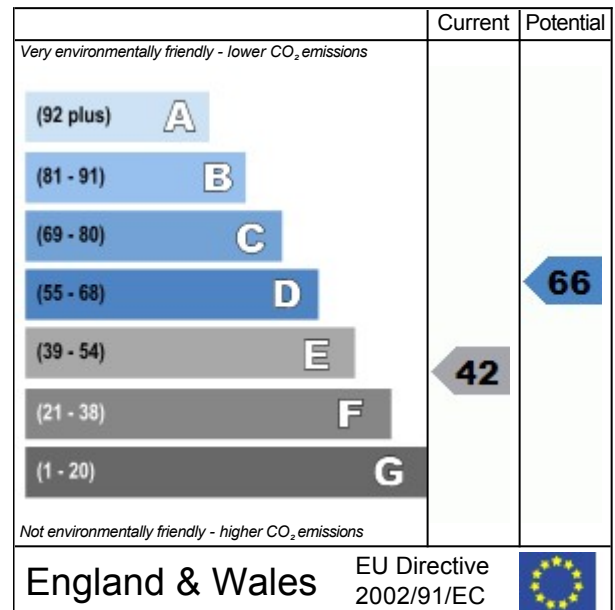 Current Potential
Very environmentally friendly - lower CO₂ emissions
(92 plus) A
(81 - 91) B
(69 - 80) C
(55 - 68) D
66
(39 - 54) E
42
(21 - 38) F
(1 - 20) G
Not environmentally friendly - higher CO₂ emissions
England & Wales
EU Directive
2002/91/EC